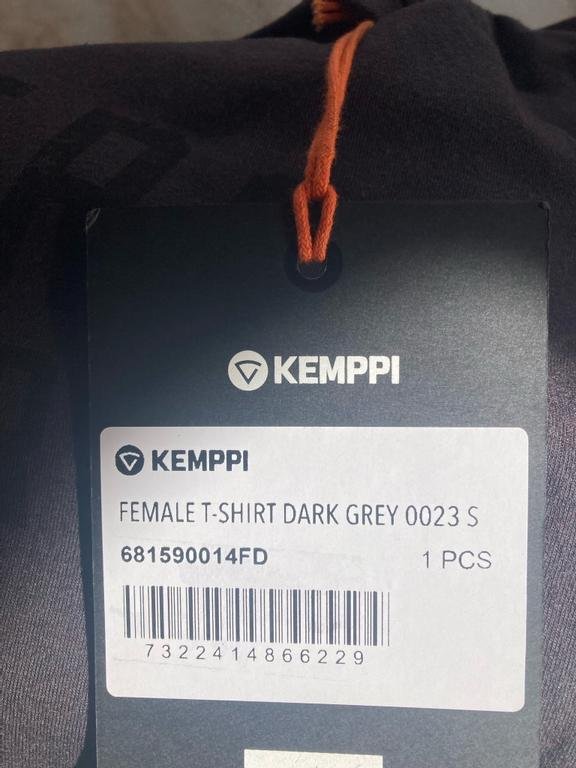 KEMPPI
KEMPPI
FEMALE T-SHIRT DARK GREY 0023 S
681590014FD 1 PCS
7322414866229